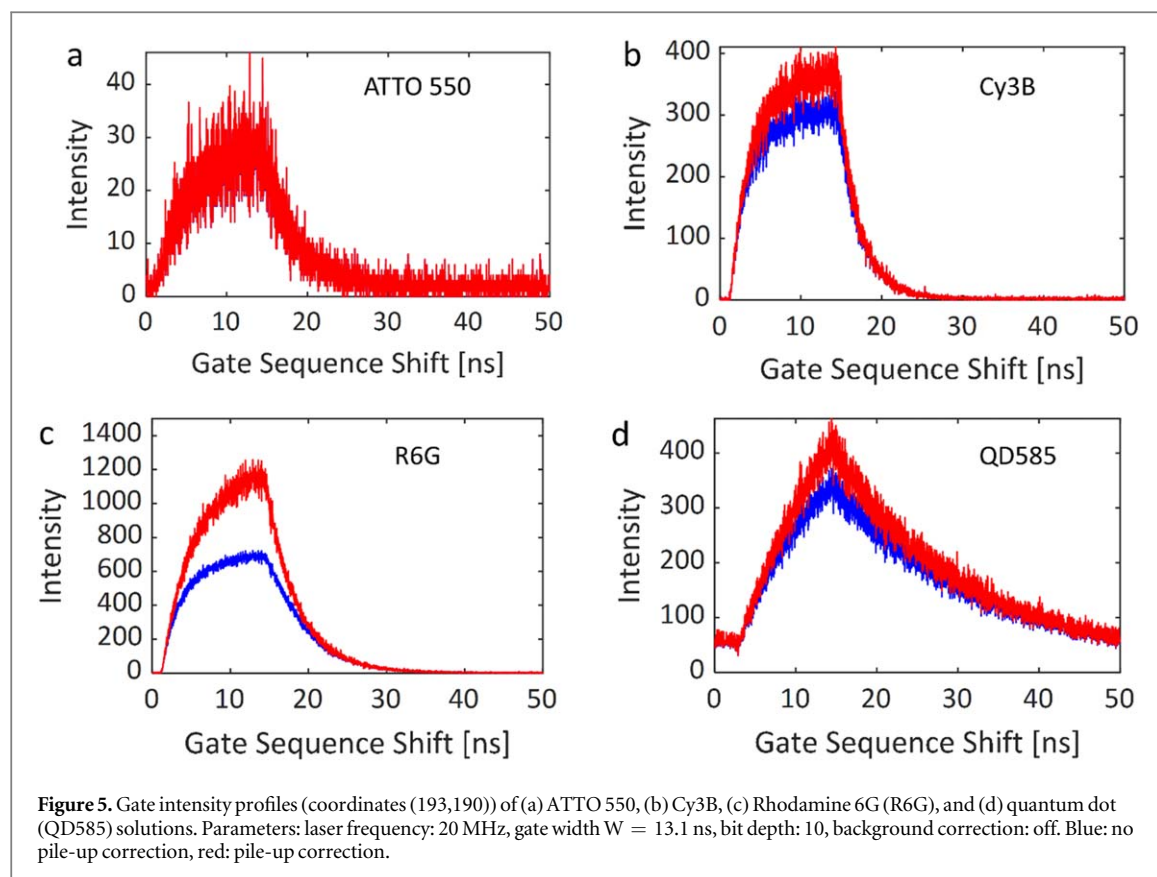 a
ATTO 550
40
30
20
10
0
Intensity
0 10 20 30 40 50
Gate Sequence Shift [ns]
b
Cy3B
400
300
200
100
0
Intensity
0 10 20 30 40 50
Gate Sequence Shift [ns]
c
R6G
1400
1200
1000
800
600
400
200
0
Intensity
0 10 20 30 40 50
Gate Sequence Shift [ns]
d
QD585
400
300
200
100
0
Intensity
0 10 20 30 40 50
Gate Sequence Shift [ns]
Figure 5. Gate intensity profiles (coordinates (193,190)) of (a) ATTO 550, (b) Cy3B, (c) Rhodamine 6G (R6G), and (d) quantum dot
(QD585) solutions. Parameters: laser frequency: 20 MHz, gate width W = 13.1 ns, bit depth: 10, background correction: off. Blue: no
pile-up correction, red: pile-up correction.